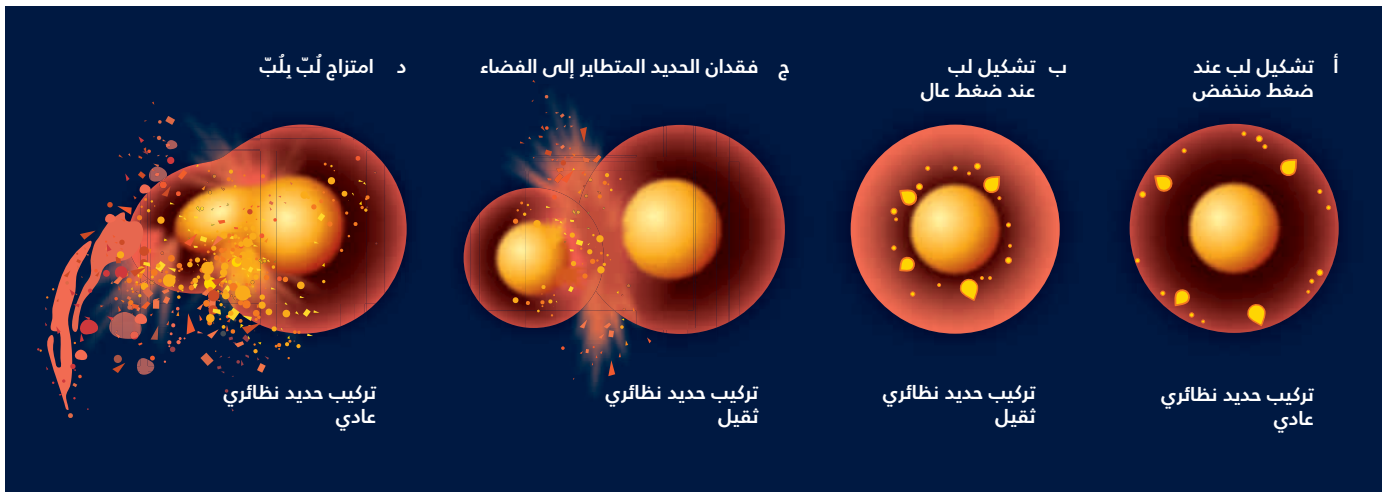 أ تشكيل لب عند
ضغط منخفض
ب تشكيل لب
عند ضغط عال
ج فقدان الحديد المتطاير إلى الفضاء
د امتزاج لُبّ بِلُبّ
تركيب حديد نظائري
عادي
تركيب حديد نظائري
ثقيل
تركيب حديد نظائري
ثقيل
تركيب حديد نظائري
عادي